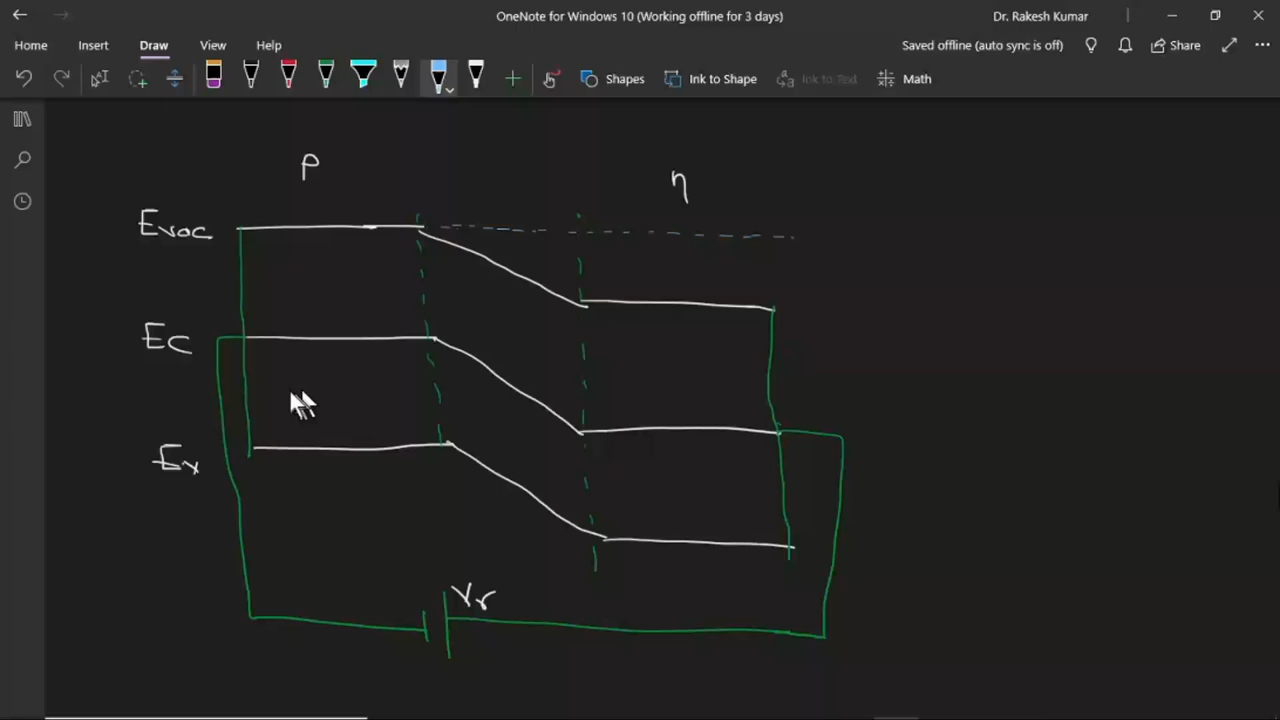 OneNote for Windows 10 (Working offline for 3 days)
Dr. Rakesh Kumar
Home Insert Draw View Help
Saved offline (auto sync is off)
Share
Shapes
Ink to Shape
Ink to Text
Math
P
η
Evac
Ec
Ev
Vr